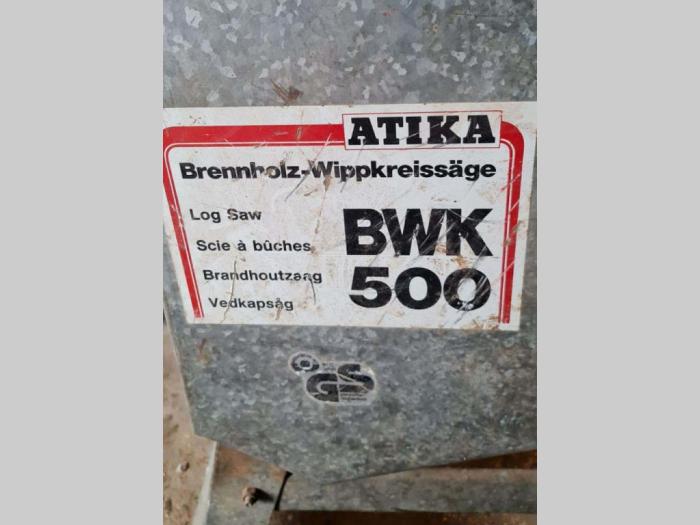 ATIKA
Brennholz-Wippkreissäge
Log Saw
Scie à bûches
Brandhoutzaag
Vedkapsåg
BWK
500
GS